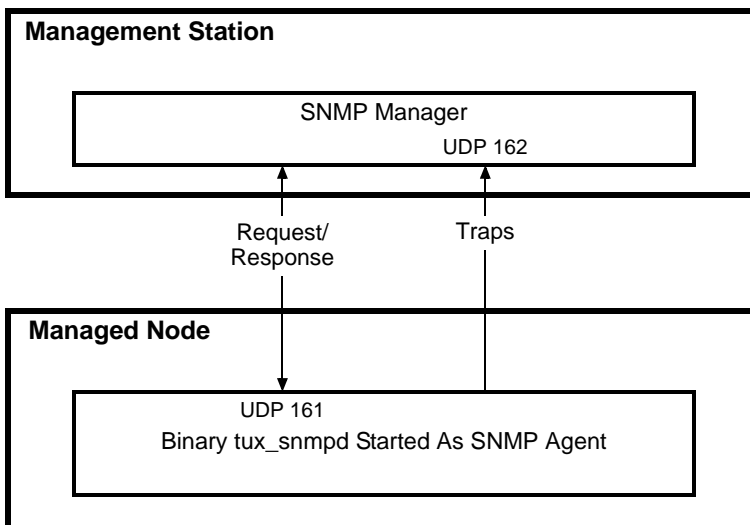 Management Station
SNMP Manager
UDP 162
Request/
Response
Traps
Managed Node
UDP 161
Binary tux_snmpd Started As SNMP Agent